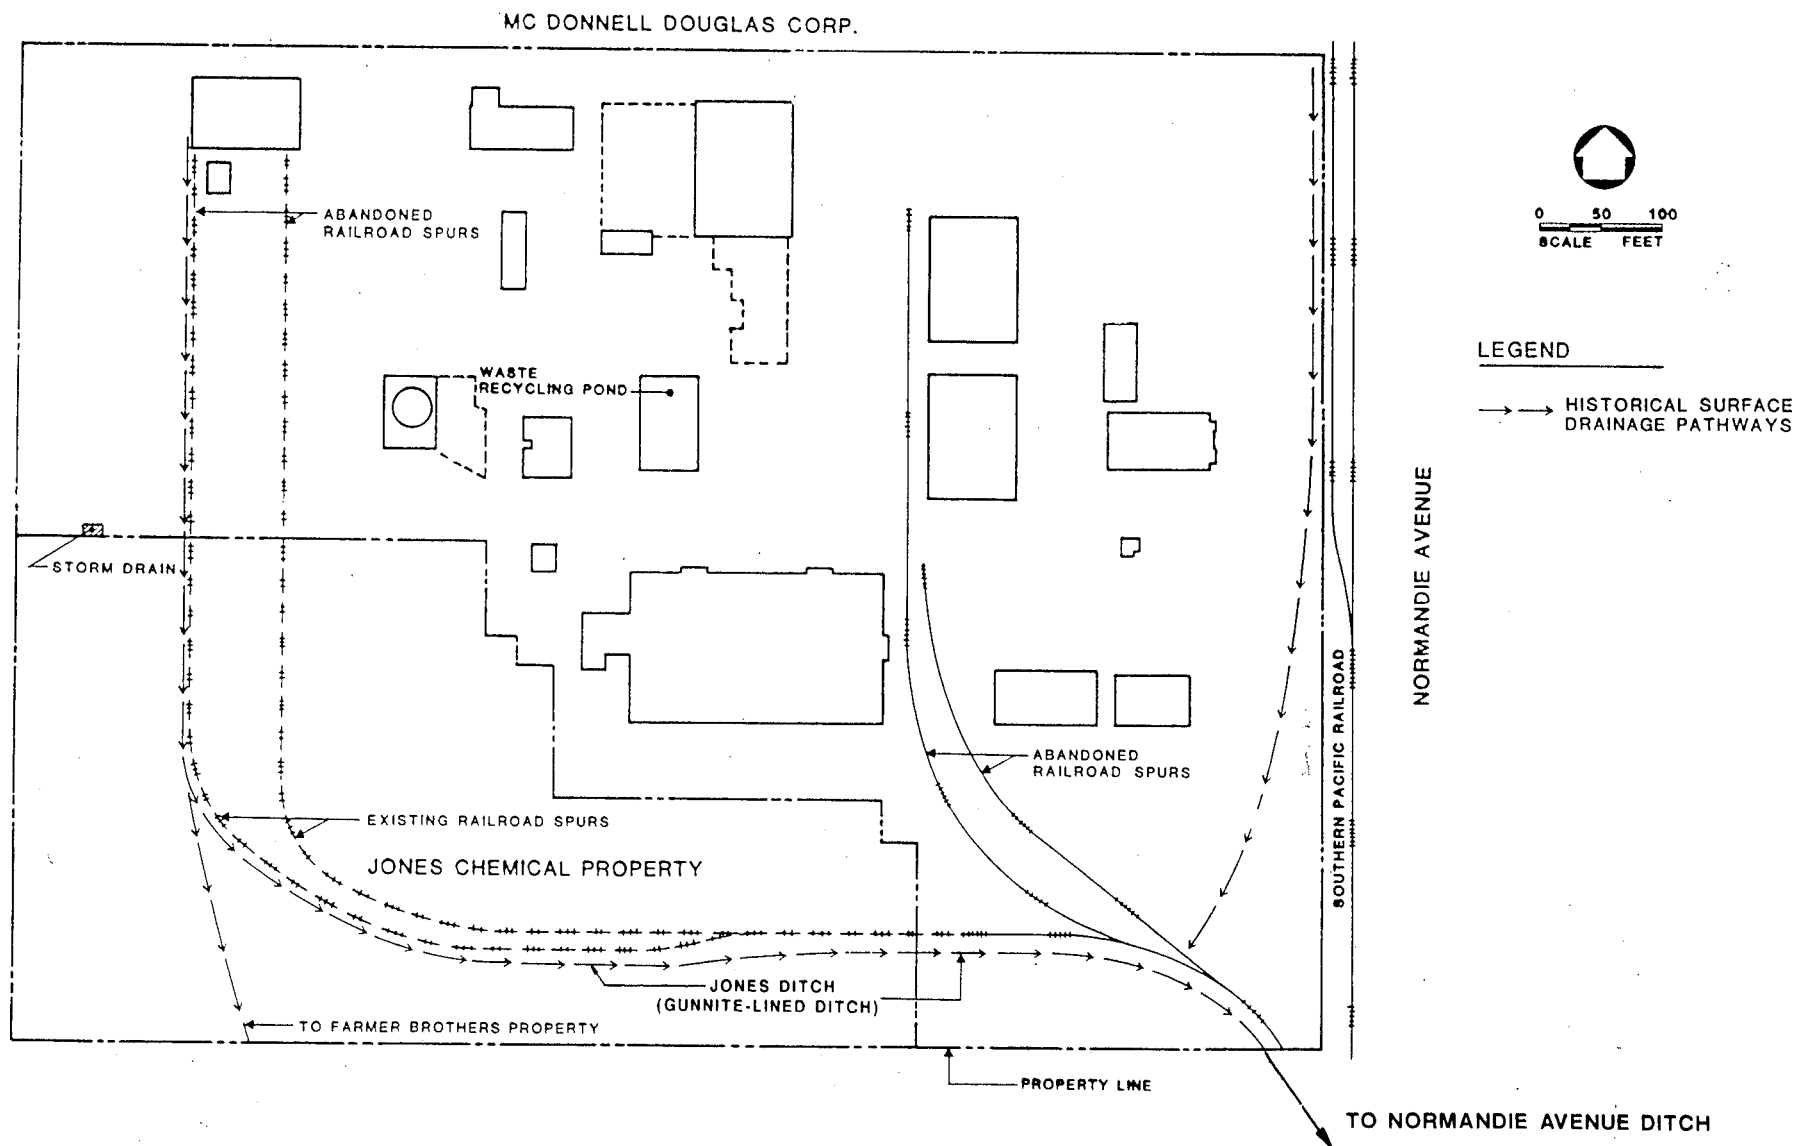 MC DONNELL DOUGLAS CORP.
ABANDONED
RAILROAD SPURS
0 50 100
SCALE FEET
LEGEND
HISTORICAL SURFACE
DRAINAGE PATHWAYS
WASTE
RECYCLING POND
STORM DRAIN
NORMANDIE AVENUE
SOUTHERN PACIFIC RAILROAD
ABANDONED
RAILROAD SPURS
EXISTING RAILROAD SPURS
JONES CHEMICAL PROPERTY
JONES DITCH
(GUNNITE-LINED DITCH)
TO FARMER BROTHERS PROPERTY
PROPERTY LINE
TO NORMANDIE AVENUE DITCH